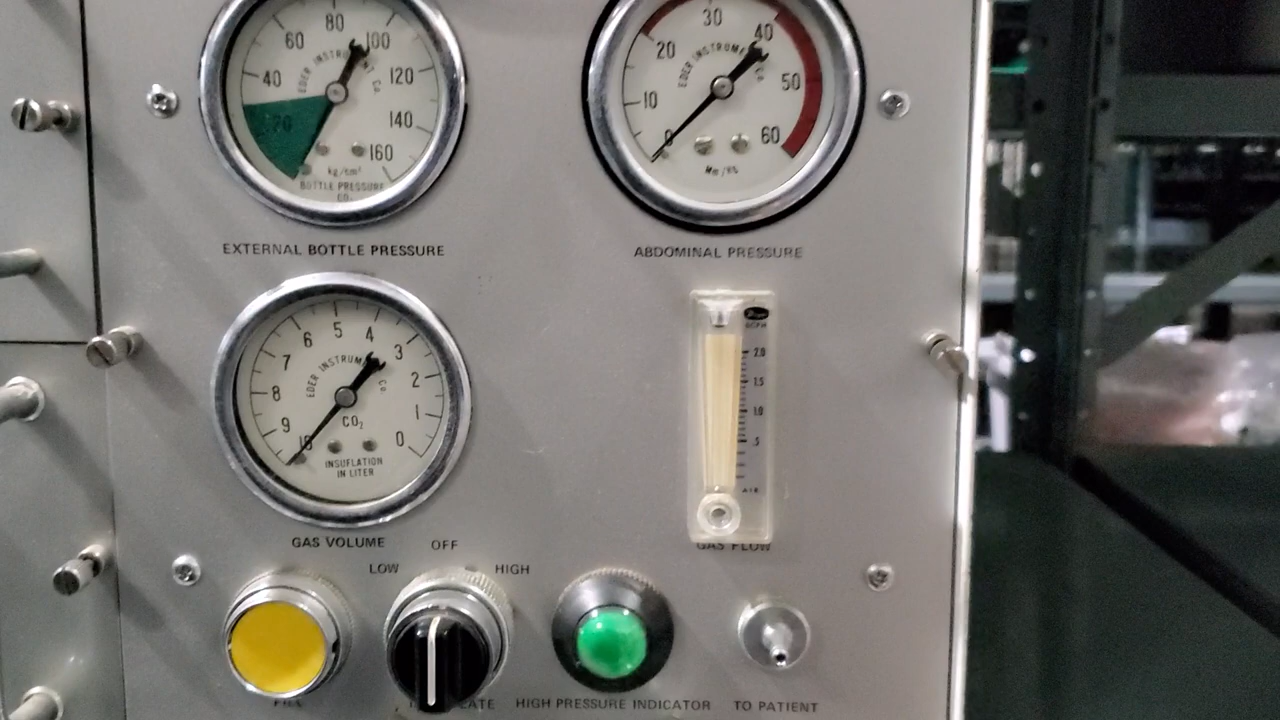 80
60
100
EDER INSTRUMENT Co
40
120
20
140
160
kg/cm²
BOTTLE PRESSURE
CO₂
EXTERNAL BOTTLE PRESSURE
30
40
20
EDER INSTRUMENT Co
50
10
60
0
ABDOMINAL PRESSURE
5
6
4
7
3
EDER INSTRUMENT Co
2
8
1
9
CO₂
10
0
INSUFLATION
IN LITER
GAS VOLUME
SCFH
2.0
1.5
1.0
.5
AIR
GAS FLOW
OFF
LOW
HIGH
FILL
HIGH PRESSURE INDICATOR
TO PATIENT